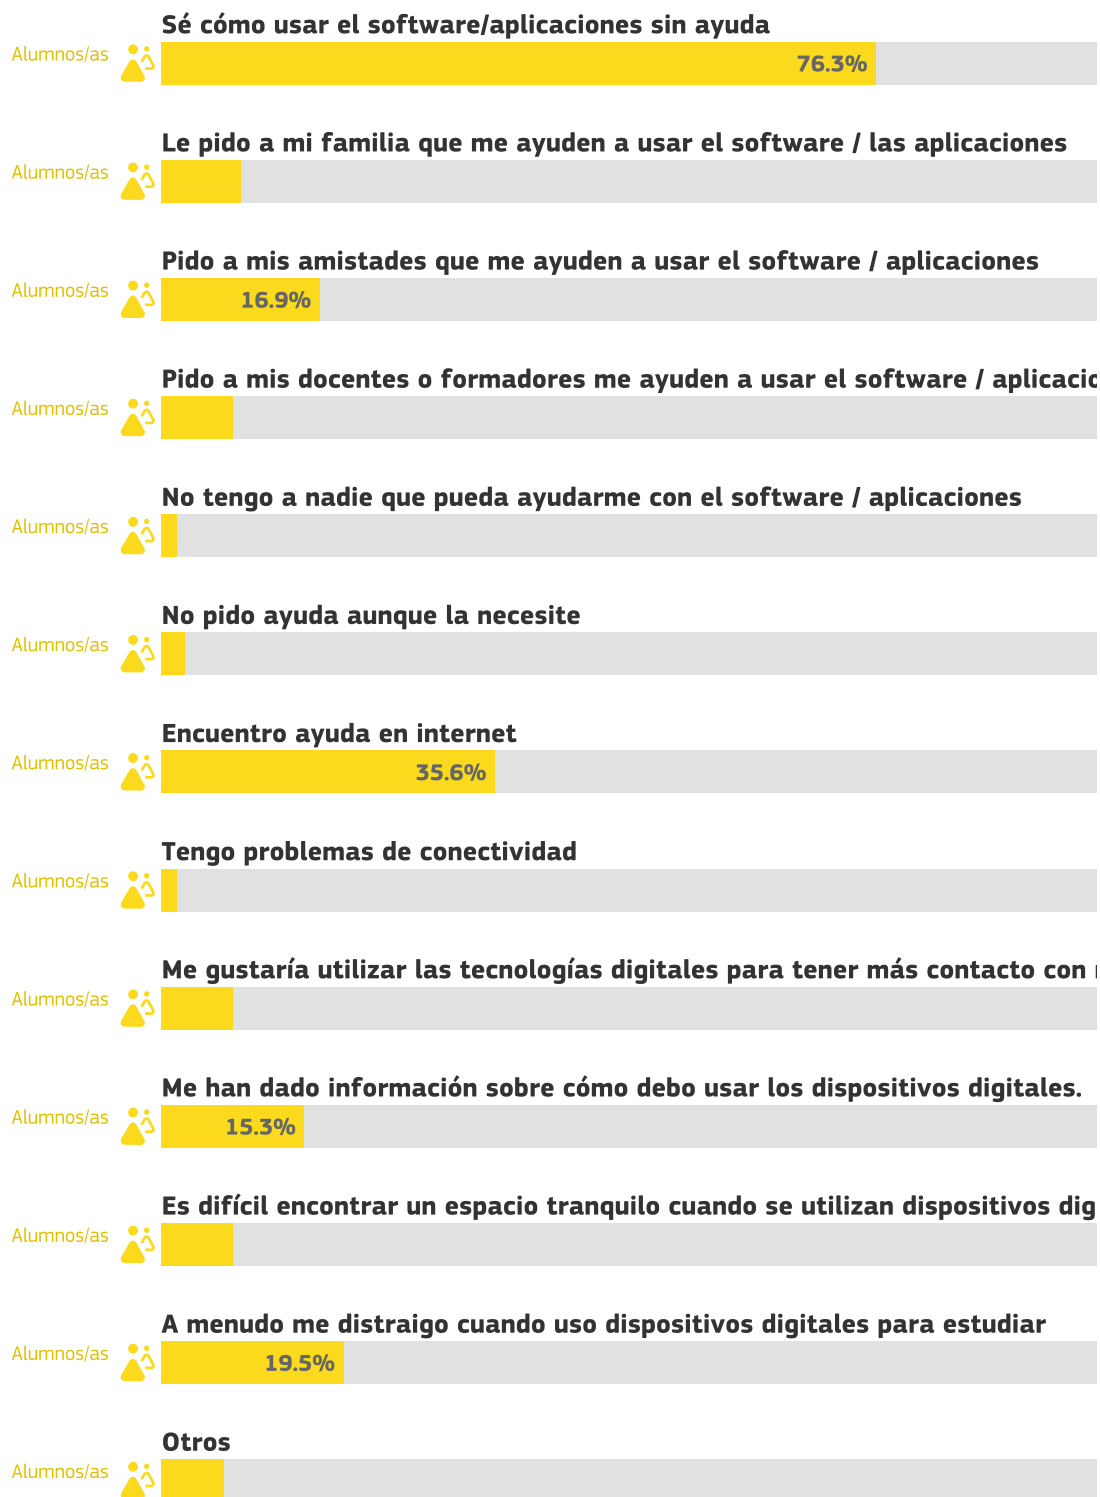 Sé cómo usar el software/aplicaciones sin ayuda
Alumnos/as 76.3%
Le pido a mi familia que me ayuden a usar el software / las aplicaciones
Alumnos/as
Pido a mis amistades que me ayuden a usar el software / aplicaciones
Alumnos/as 16.9%
Pido a mis docentes o formadores me ayuden a usar el software / aplicacio
Alumnos/as
No tengo a nadie que pueda ayudarme con el software / aplicaciones
Alumnos/as
No pido ayuda aunque la necesite
Alumnos/as
Encuentro ayuda en internet
Alumnos/as 35.6%
Tengo problemas de conectividad
Alumnos/as
Me gustaría utilizar las tecnologías digitales para tener más contacto con
Alumnos/as
Me han dado información sobre cómo debo usar los dispositivos digitales.
Alumnos/as 15.3%
Es difícil encontrar un espacio tranquilo cuando se utilizan dispositivos dig
Alumnos/as
A menudo me distraigo cuando uso dispositivos digitales para estudiar
Alumnos/as 19.5%
Otros
Alumnos/as